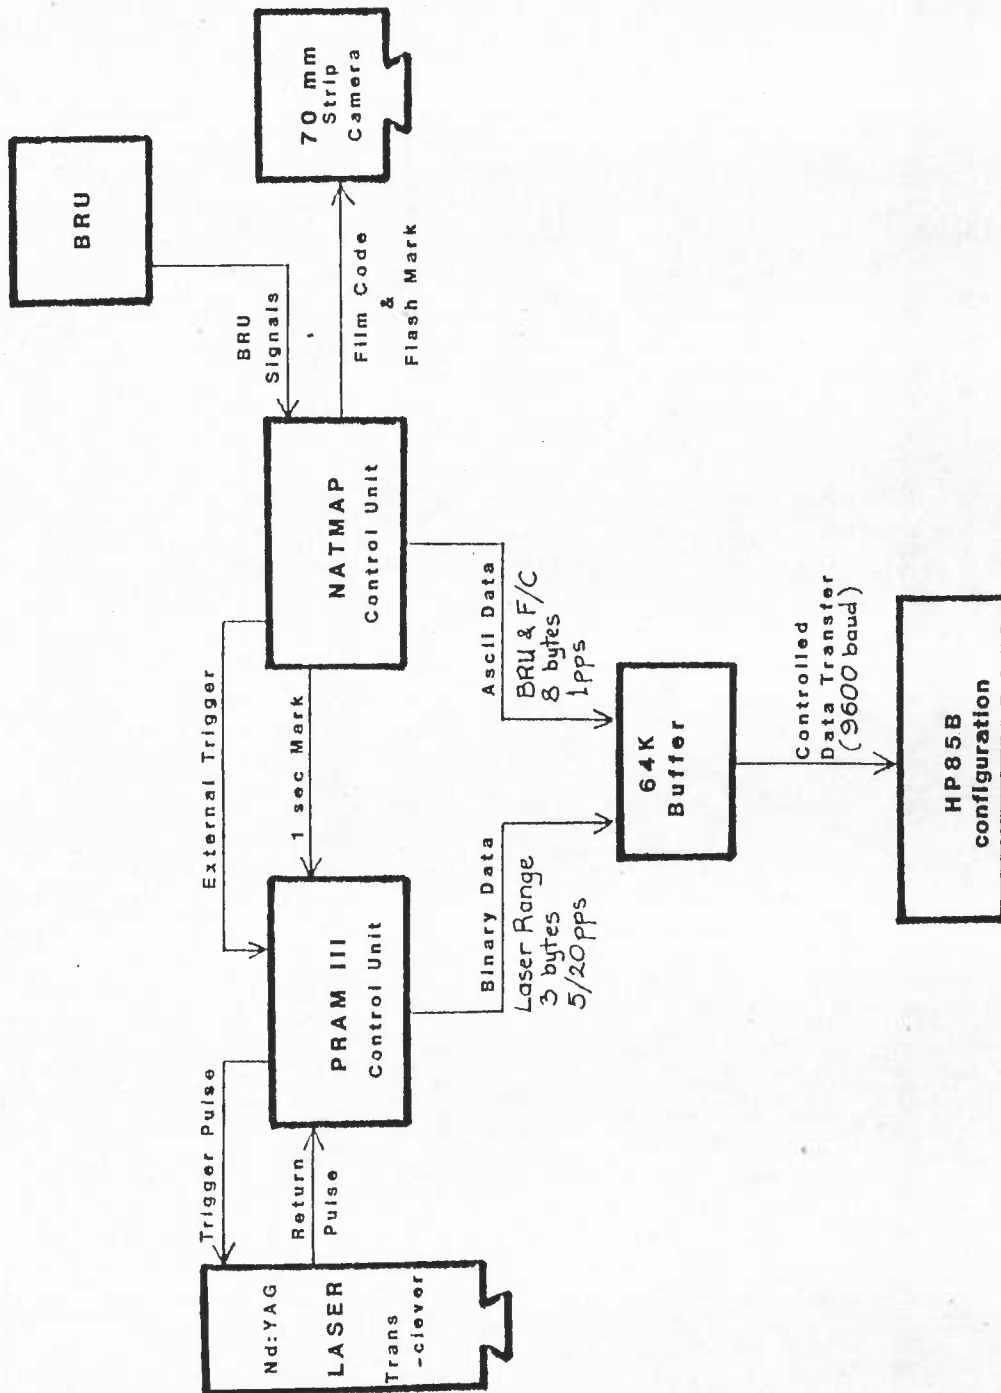 BRU
70 mm
Strip
Camera
BRU
Signals
Film Code
&
Flash Mark
NATMAP
Control Unit
External Trigger
1 sec Mark
PRAM III
Control Unit
Trigger Pulse
Return
Pulse
Nd:YAG
LASER
Trans
-ciever
Binary Data
Laser Range
3 bytes
5/20pps
Ascii Data
BRU & F/C
8 bytes
1pps
64K
Buffer
Controlled
Data Transfer
(9600 baud)
HP85B
configuration